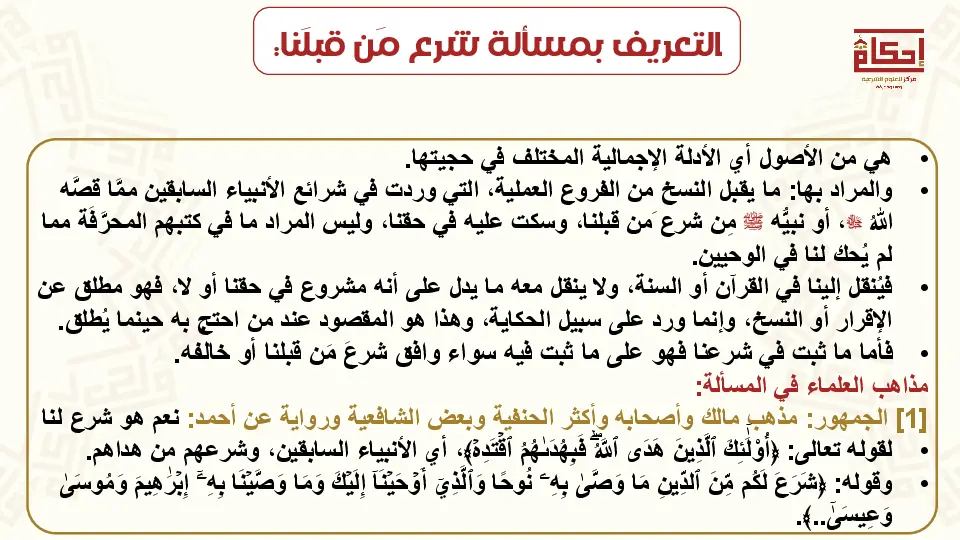 التعريف بمسألة شرع مَن قبلَنا:
إحكام
مركز للعلوم الشرعية
• هي من الأصول أي الأدلة الإجمالية المختلف في حجيتها.
• والمراد بها: ما يقبل النسخ من الفروع العملية، التي وردت في شرائع الأنبياء السابقين ممَّا قصَّه
اللهُ ﷻ، أو نبيُّه ﷺ مِن شرع مَن قبلنا، وسكت عليه في حقنا، وليس المراد ما في كتبهم المحرَّفَة مما
لم يُحك لنا في الوحيين.
• فيُنقل إلينا في القرآن أو السنة، ولا ينقل معه ما يدل على أنه مشروع في حقنا أو لا، فهو مطلق عن
الإقرار أو النسخ، وإنما ورد على سبيل الحكاية، وهذا هو المقصود عند من احتج به حينما يُطلق.
• فأما ما ثبت في شرعنا فهو على ما ثبت فيه سواء وافق شرعَ مَن قبلنا أو خالفه.
مذاهب العلماء في المسألة:
[1] الجمهور: مذهب مالك وأصحابه وأكثر الحنفية وبعض الشافعية ورواية عن أحمد: نعم هو شرع لنا
• لقوله تعالى: ﴿أُوْلَٰٓئِكَ ٱلَّذِينَ هَدَى ٱللَّهُۖ فَبِهُدَىٰهُمُ ٱقۡتَدِهۡ﴾، أي الأنبياء السابقين، وشرعهم من هداهم.
• وقوله: ﴿شَرَعَ لَكُم مِّنَ ٱلدِّينِ مَا وَصَّىٰ بِهِۦ نُوحًا وَٱلَّذِيٓ أَوۡحَيۡنَآ إِلَيۡكَ وَمَا وَصَّيۡنَا بِهِۦٓ إِبۡرَٰهِيمَ وَمُوسَىٰ
وَعِيسَىٰٓ..﴾.